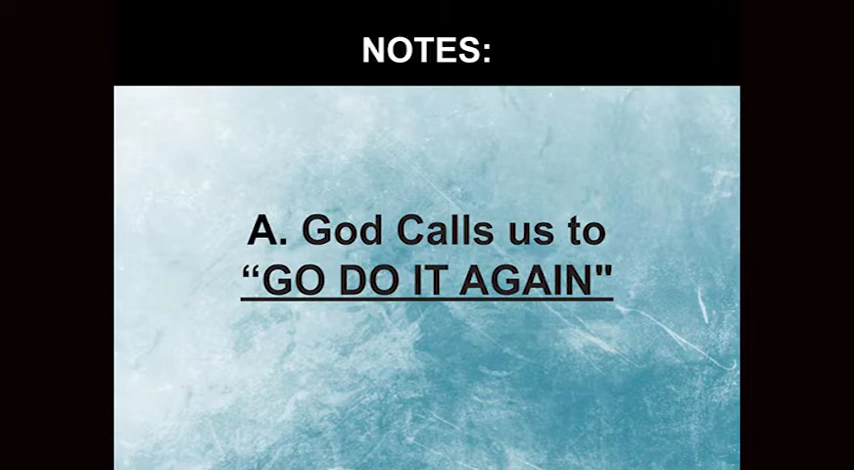 NOTES:
A. God Calls us to
“GO DO IT AGAIN"